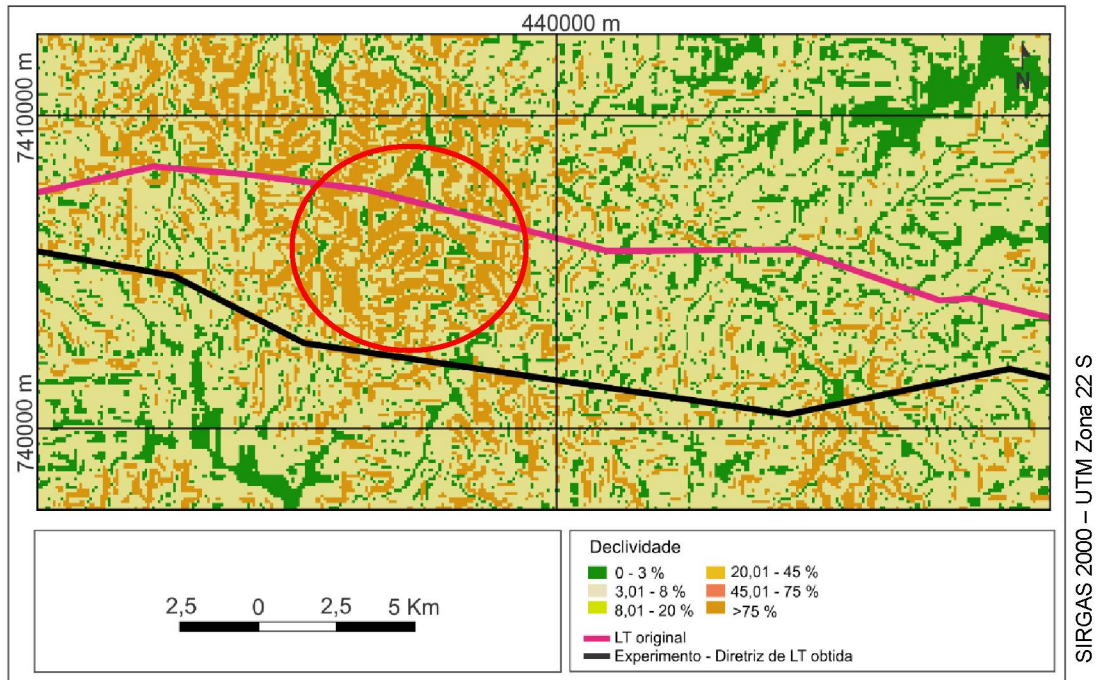 440000 m
7410000 m
N
7400000 m
SIRGAS 2000 – UTM Zona 22 S
2,5 0 2,5 5 Km
Declividade
0 - 3 %
3,01 - 8 %
8,01 - 20 %
20,01 - 45 %
45,01 - 75 %
>75 %
LT original
Experimento - Diretriz de LT obtida